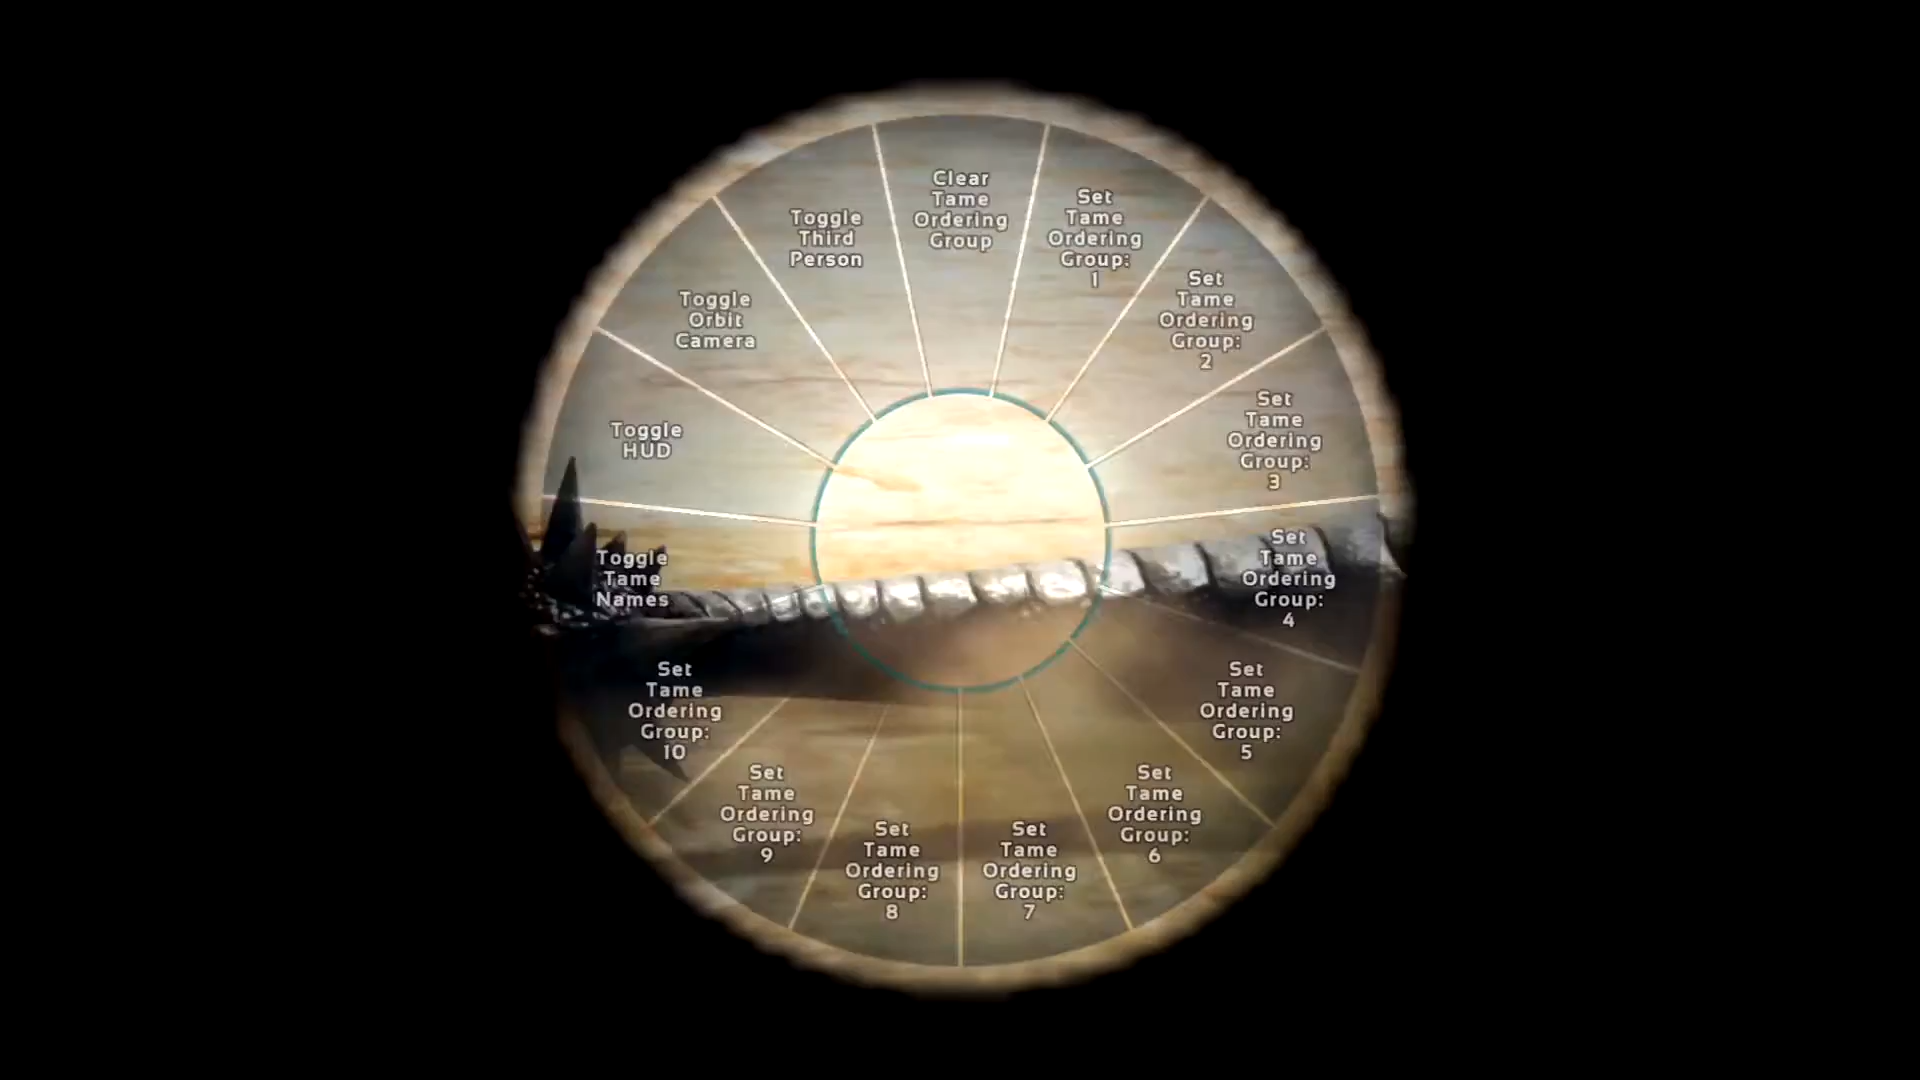 Clear
Tame
Ordering
Group
Set
Tame
Ordering
Group:
1
Set
Tame
Ordering
Group:
2
Set
Tame
Ordering
Group:
3
Set
Tame
Ordering
Group:
4
Set
Tame
Ordering
Group:
5
Set
Tame
Ordering
Group:
6
Set
Tame
Ordering
Group:
7
Set
Tame
Ordering
Group:
8
Set
Tame
Ordering
Group:
9
Set
Tame
Ordering
Group:
10
Toggle
Tame
Names
Toggle
HUD
Toggle
Orbit
Camera
Toggle
Third
Person